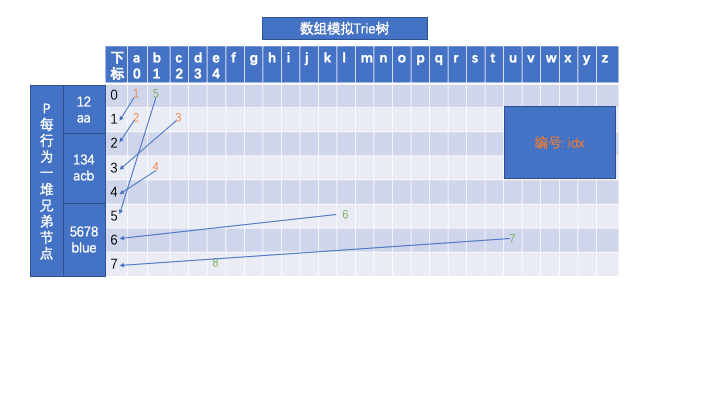 数组模拟Trie树
下标 a b c d e f g h i j k l m n o p q r s t u v w x y z
0 1 2 3 4
P每行为一堆兄弟节点
12
aa
134
acb
5678
blue
0 1 5
1 2 3
2
3 4
4
5 6
6 7
7 8
编号: idx